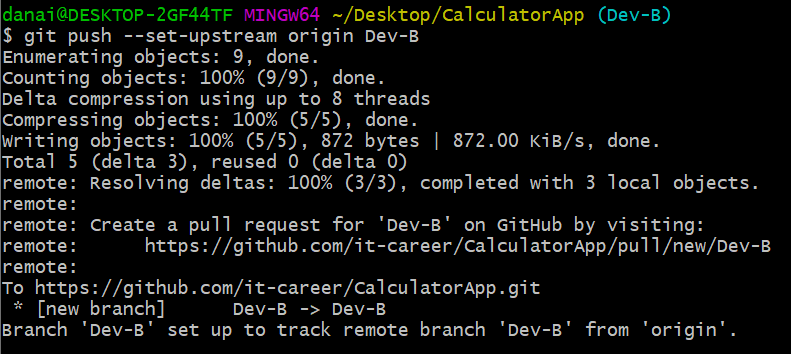 danai@DESKTOP-2GF44TF MINGW64 ~/Desktop/CalculatorApp (Dev-B)
$ git push --set-upstream origin Dev-B
Enumerating objects: 9, done.
Counting objects: 100% (9/9), done.
Delta compression using up to 8 threads
Compressing objects: 100% (5/5), done.
Writing objects: 100% (5/5), 872 bytes | 872.00 KiB/s, done.
Total 5 (delta 3), reused 0 (delta 0)
remote: Resolving deltas: 100% (3/3), completed with 3 local objects.
remote:
remote: Create a pull request for 'Dev-B' on GitHub by visiting:
remote:      https://github.com/it-career/CalculatorApp/pull/new/Dev-B
remote:
To https://github.com/it-career/CalculatorApp.git
 * [new branch]      Dev-B -> Dev-B
Branch 'Dev-B' set up to track remote branch 'Dev-B' from 'origin'.